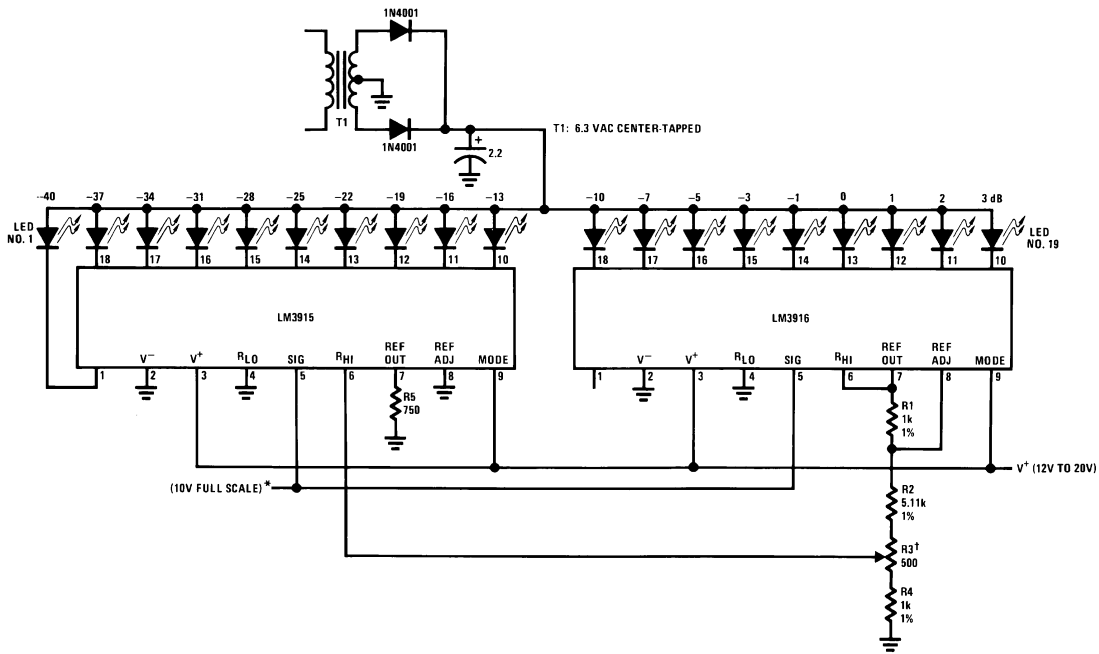 1N4001
T1
1N4001
+
2.2
T1: 6.3 VAC CENTER-TAPPED
–40 –37 –34 –31 –28 –25 –22 –19 –16 –13 –10 –7 –5 –3 –1 0 1 2 3 dB
LED NO. 1
LED NO. 19
18 17 16 15 14 13 12 11 10
18 17 16 15 14 13 12 11 10
LM3915
LM3916
V– V+ RLO SIG RHI REF OUT REF ADJ MODE
V– V+ RLO SIG RHI REF OUT REF ADJ MODE
1 2 3 4 5 6 7 8 9
1 2 3 4 5 6 7 8 9
R5
750
R1
1k
1%
V+ (12V TO 20V)
(10V FULL SCALE)*
R2
5.11k
1%
R3†
500
R4
1k
1%